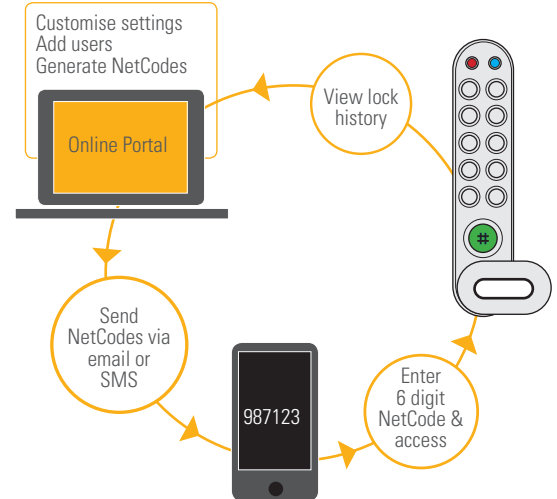 Customise settings
Add users
Generate NetCodes
Online Portal
View lock
history
#
Send
NetCodes via
email or
SMS
987123
Enter
6 digit
NetCode &
access